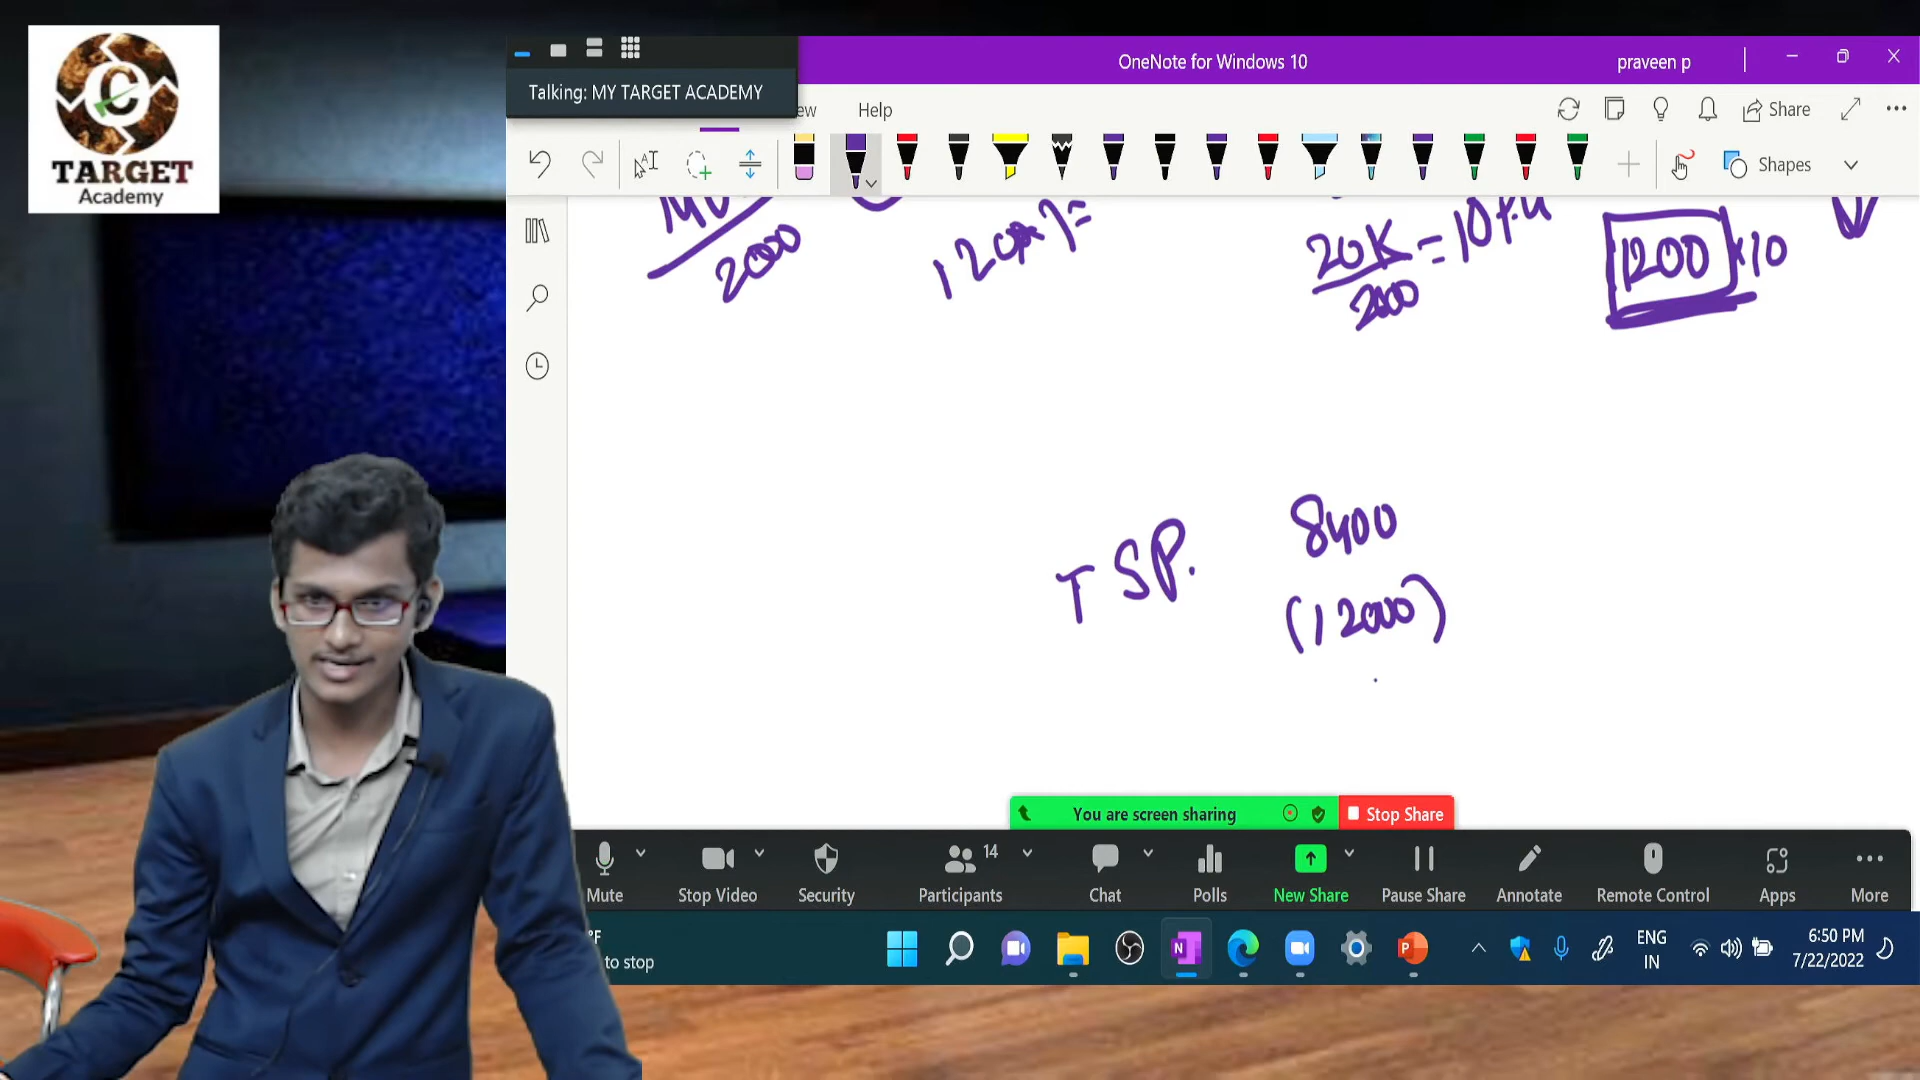 C
TARGET
Academy
OneNote for Windows 10
praveen p
Talking: MY TARGET ACADEMY
ew
Help
Share
Shapes
2000
20K = 10
2000
1200 × 10
TSP.
8400
(12000)
You are screen sharing
Stop Share
Mute
Stop Video
Security
14
Participants
Chat
Polls
New Share
Pause Share
Annotate
Remote Control
Apps
More
°F
to stop
N
P
ENG
IN
6:50 PM
7/22/2022